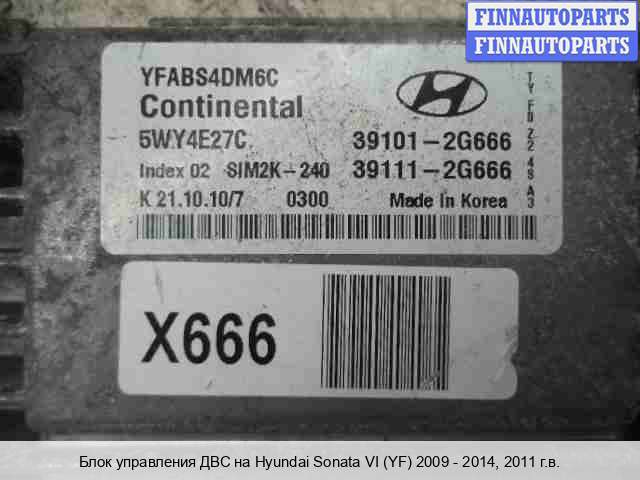 FINNAUTOPARTS
FINNAUTOPARTS
YFABS4DM6C
Continental
5WY4E27C 39101-2G666
Index 02 SIM2K-240 39111-2G666
K 21.10.10/7 0300 Made In Korea
X666
Блок управления ДВС на Hyundai Sonata VI (YF) 2009 - 2014, 2011 г.в.